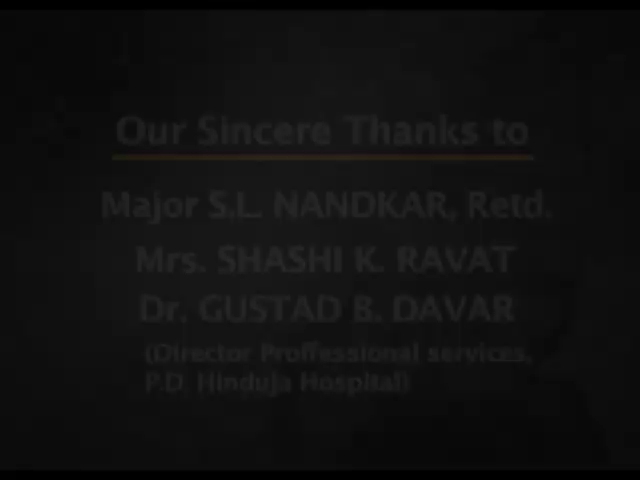 Our Sincere Thanks to
Major S.L. NANDKAR, Retd.
Mrs. SHASHI K. RAVAT
Dr. GUSTAD B. DAVAR
(Director Proffessional services,
P.D. Hinduja Hospital)